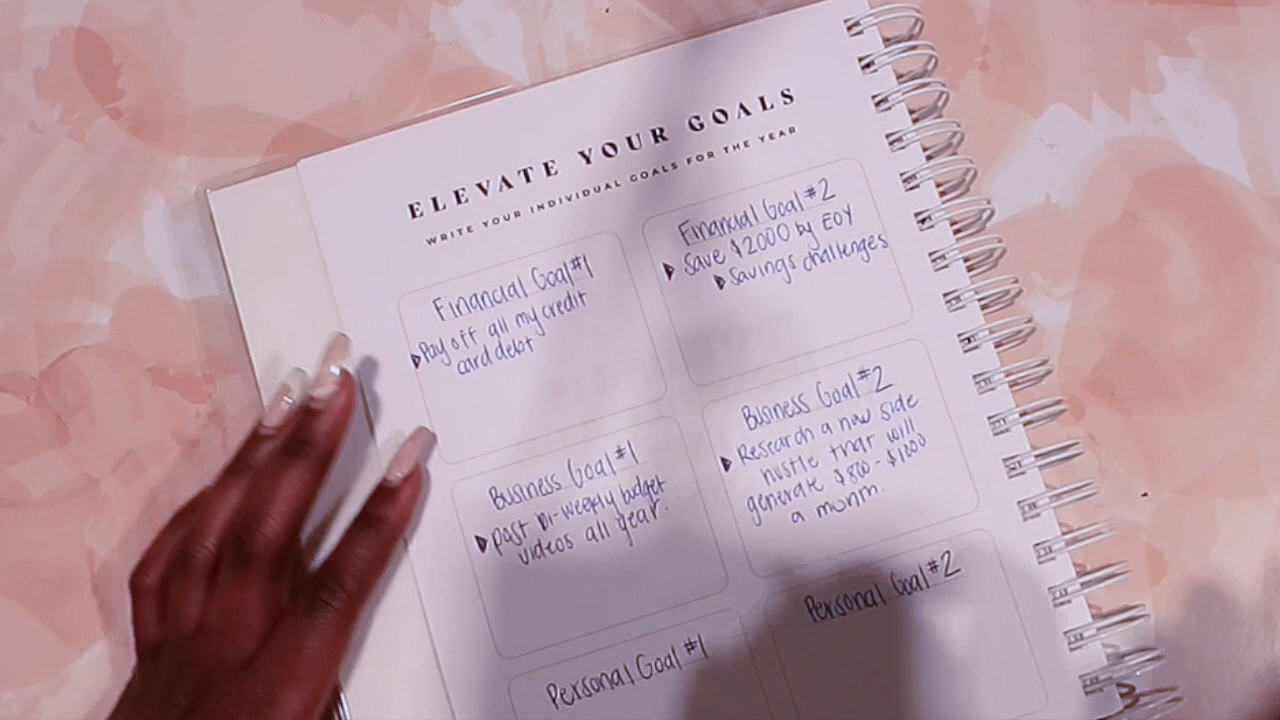 ELEVATE YOUR GOALS
WRITE YOUR INDIVIDUAL GOALS FOR THE YEAR
Financial Goal #1
Pay off all my credit
card debt
Financial Goal #2
Save $2000 by EOY
Savings challenges
Business Goal #1
post bi-weekly budget
videos all year.
Business Goal #2
Research a new side
hustle that will
generate $800 - $1200
a month.
Personal Goal #1
Personal Goal #2